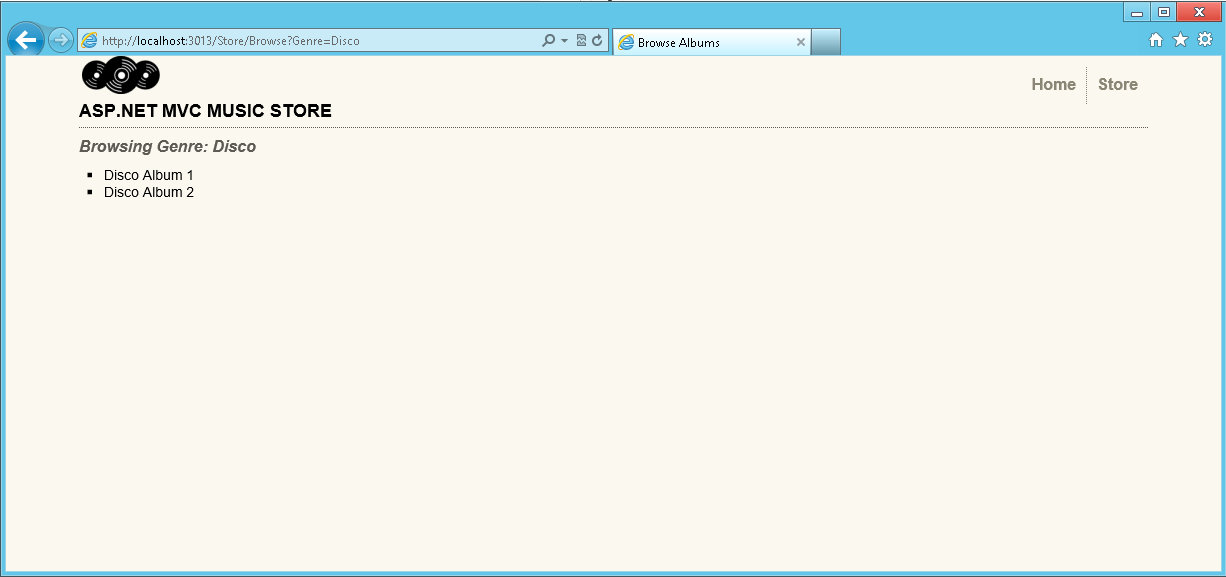 http://localhost:3013/Store/Browse?Genre=Disco
Browse Albums
Home
Store
ASP.NET MVC MUSIC STORE
Browsing Genre: Disco
Disco Album 1
Disco Album 2